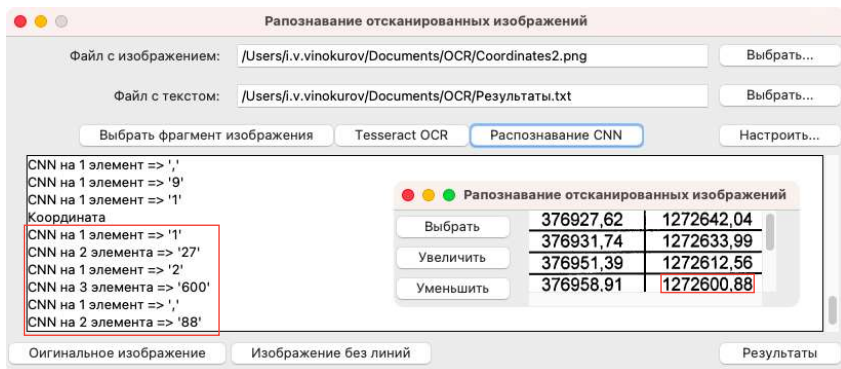 Рапознавание отсканированных изображений
Файл с изображением: /Users/i.v.vinokurov/Documents/OCR/Coordinates2.png Выбрать...
Файл с текстом: /Users/i.v.vinokurov/Documents/OCR/Результаты.txt Выбрать...
Выбрать фрагмент изображения Tesseract OCR Распознавание CNN Настроить...
CNN на 1 элемент => ','
CNN на 1 элемент => '9'
CNN на 1 элемент => '1'
Координата
CNN на 1 элемент => '1'
CNN на 2 элемента => '27'
CNN на 1 элемент => '2'
CNN на 3 элемента => '600'
CNN на 1 элемент => ','
CNN на 2 элемента => '88'
Рапознавание отсканированных изображений
Выбрать
Увеличить
Уменьшить
376927,62 1272642,04
376931,74 1272633,99
376951,39 1272612,56
376958,91 1272600,88
Оигинальное изображение Изображение без линий Результаты